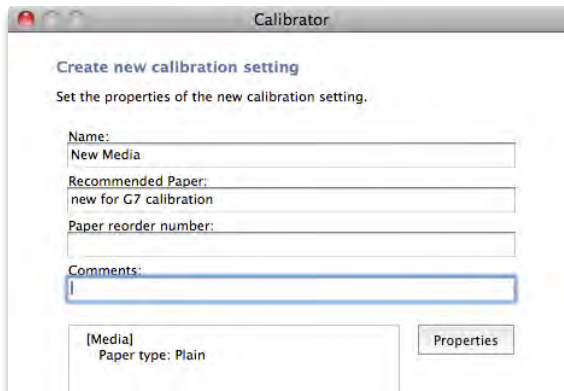 Calibrator
Create new calibration setting
Set the properties of the new calibration setting.
Name:
New Media
Recommended Paper:
new for G7 calibration
Paper reorder number:
Comments:
[Media]
Paper type: Plain
Properties